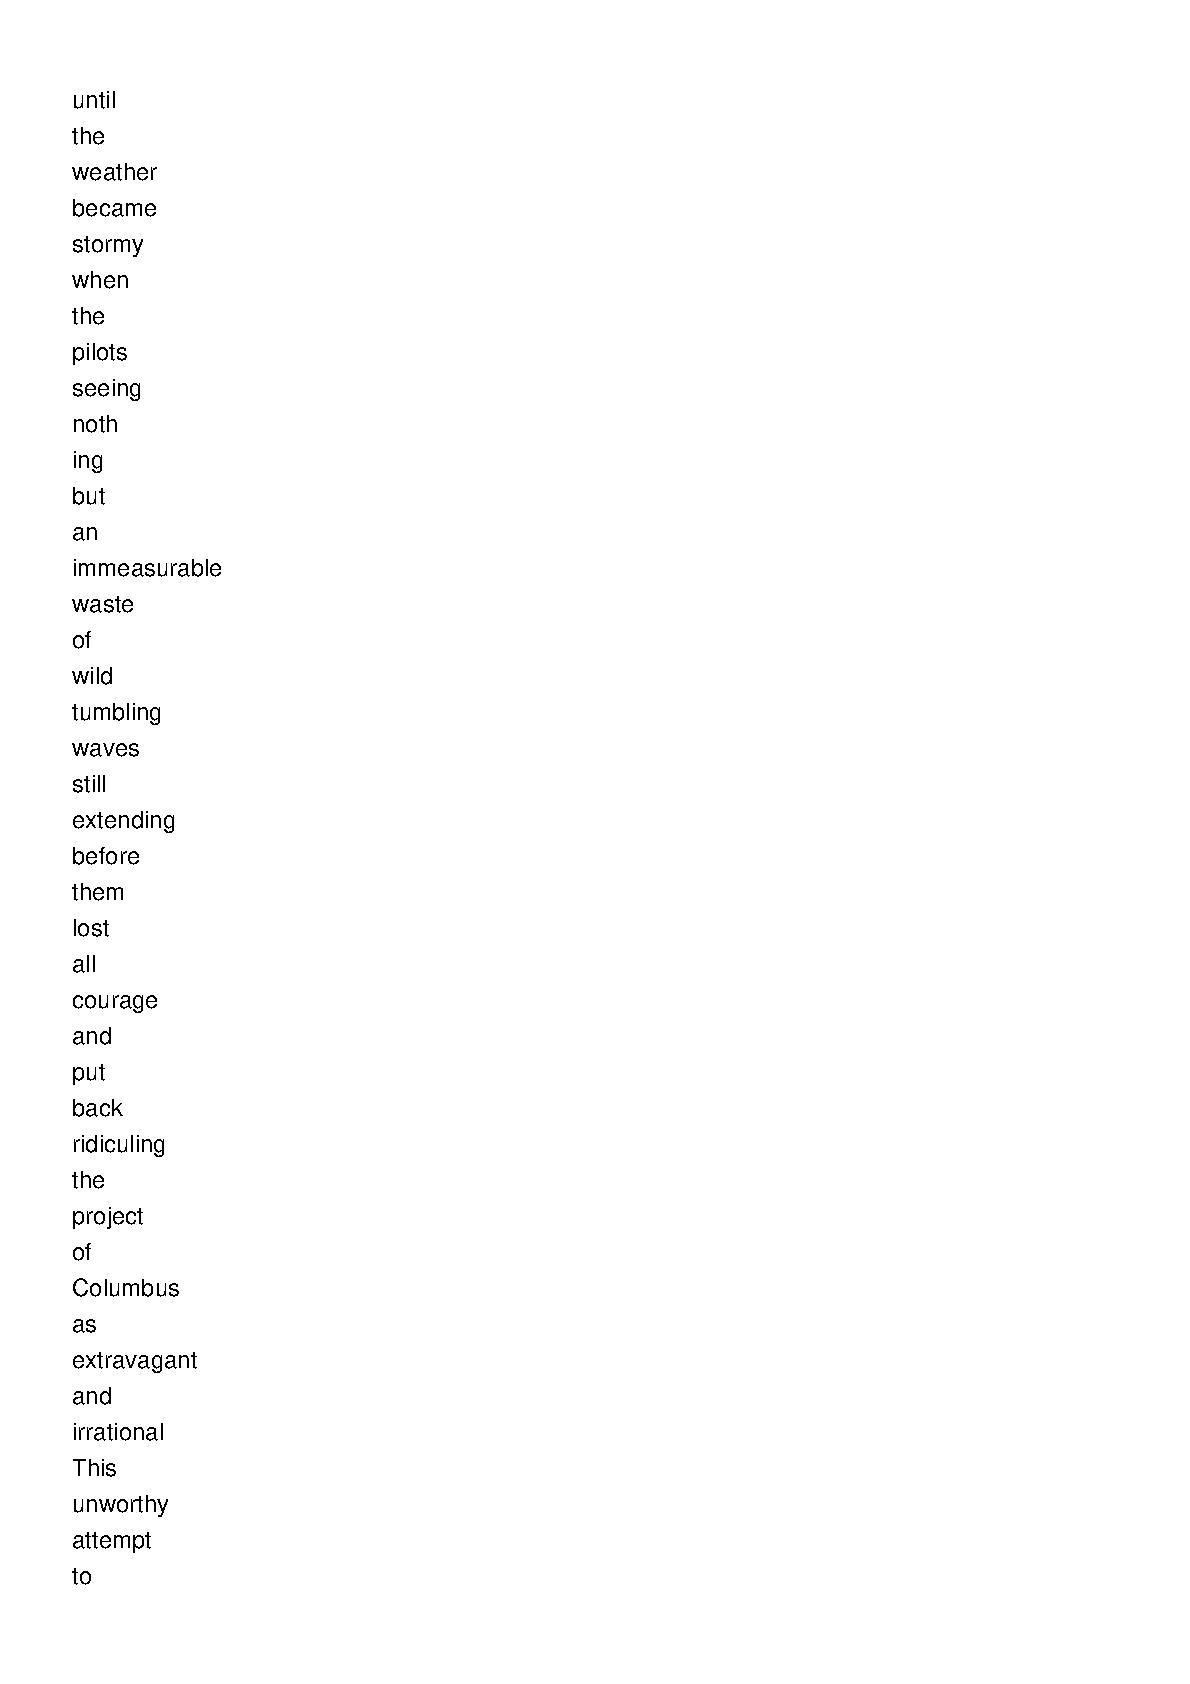 until
the
weather
became
stormy
when
the
pilots
seeing
noth
ing
but
an
immeasurable
waste
of
wild
tumbling
waves
still
extending
before
them
lost
all
courage
and
put
back
ridiculing
the
project
of
Columbus
as
extravagant
and
irrational
This
unworthy
attempt
to